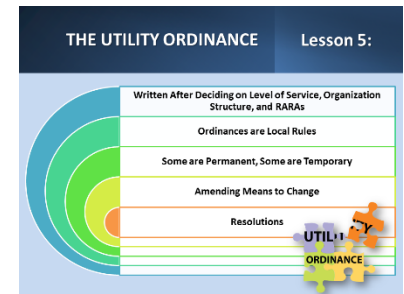 THE UTILITY ORDINANCE
Lesson 5:
Written After Deciding on Level of Service, Organization
Structure, and RARAs
Ordinances are Local Rules
Some are Permanent, Some are Temporary
Amending Means to Change
Resolutions
UTIL
ORDINANCE